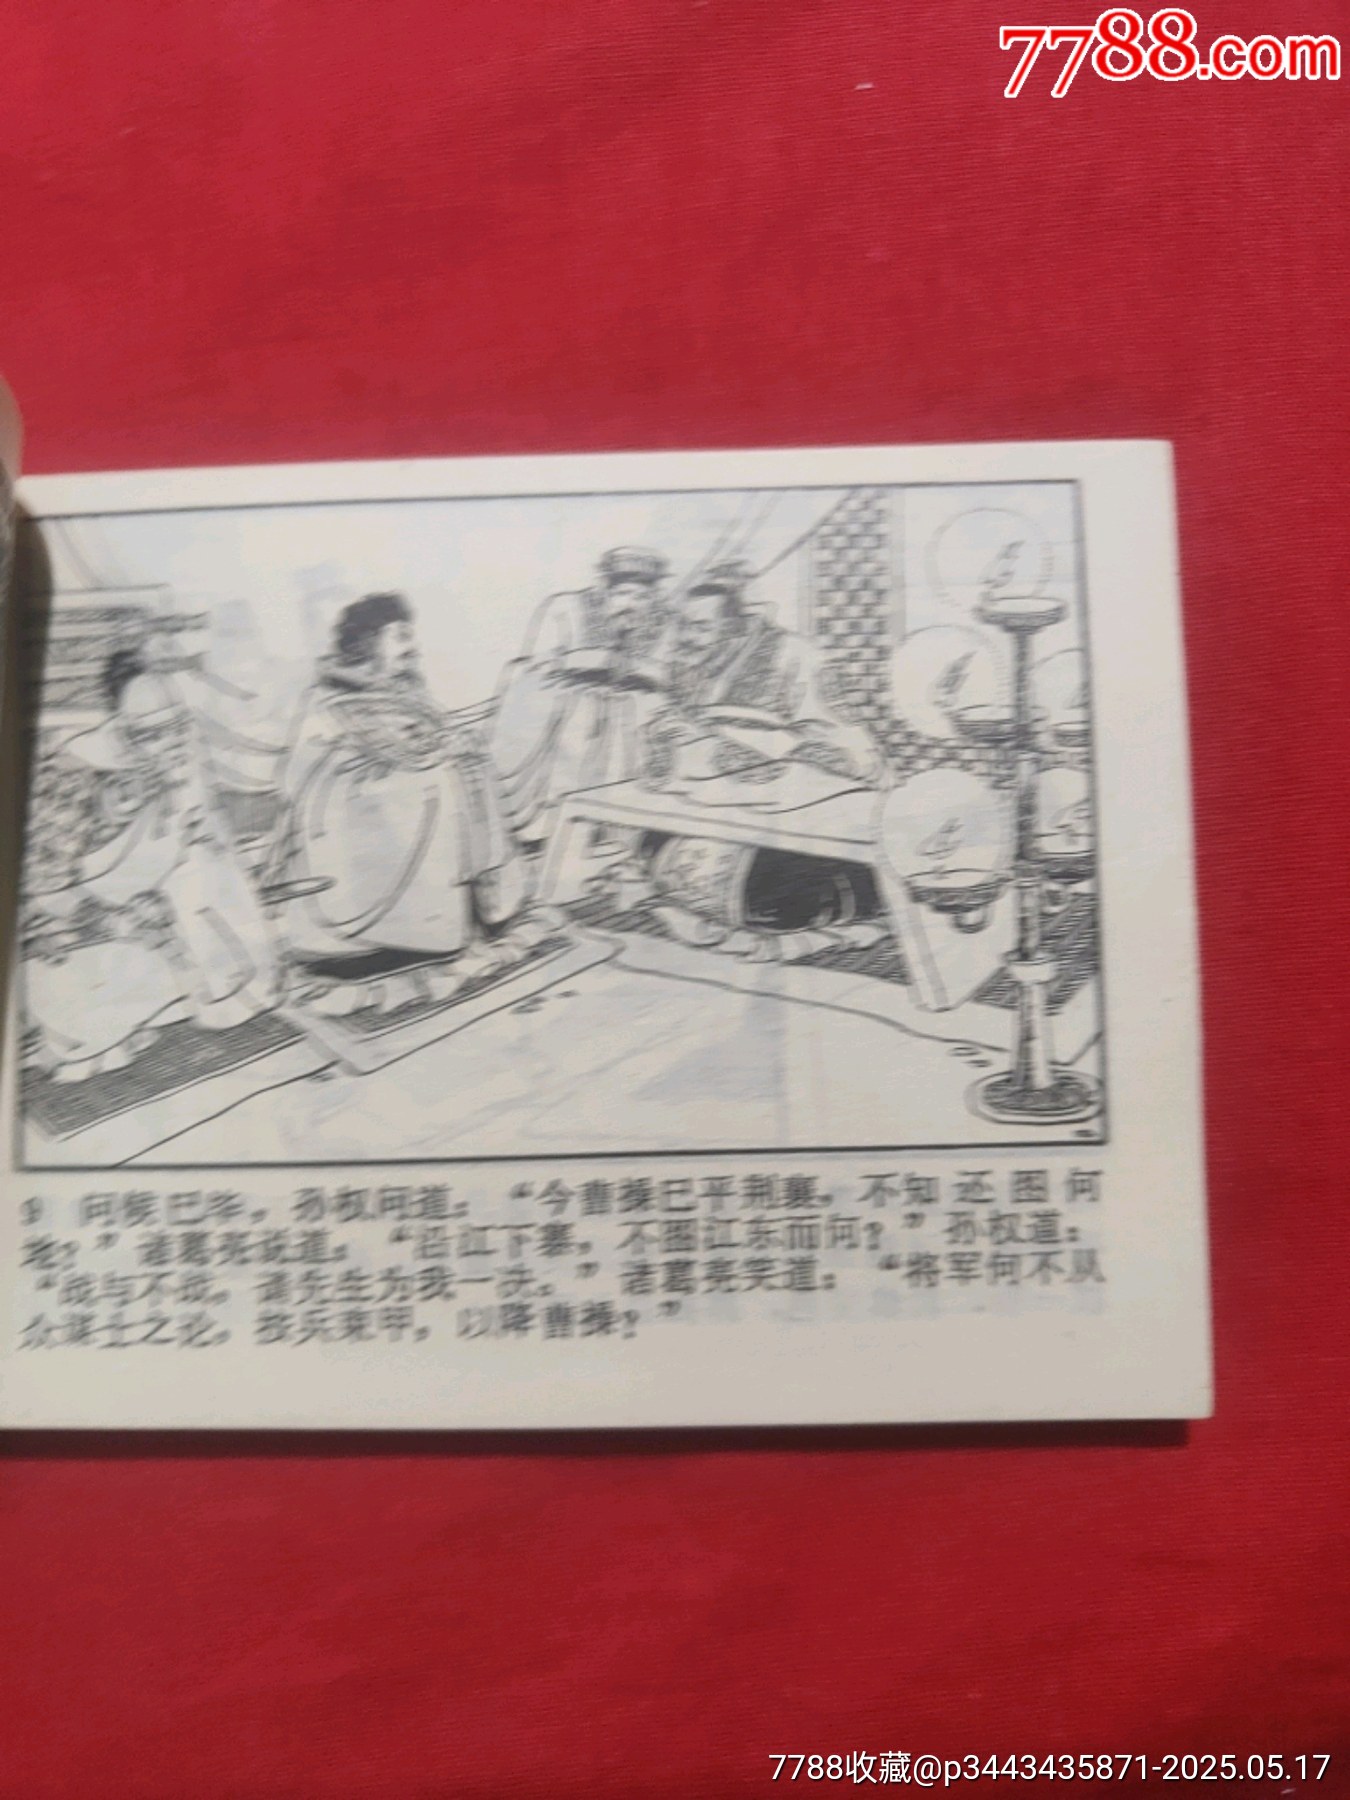 7788.com
9 问候已毕，孙权问道：“今曹操已平荆襄，不知还图何
地？”诸葛亮说道：“沿江下寨，不图江东而何？”孙权道：
“战与不战，请先生为我一决。”诸葛亮笑道：“将军何不从
众谋士之论，按兵束甲，以降曹操？”
7788收藏@p3443435871-2025.05.17